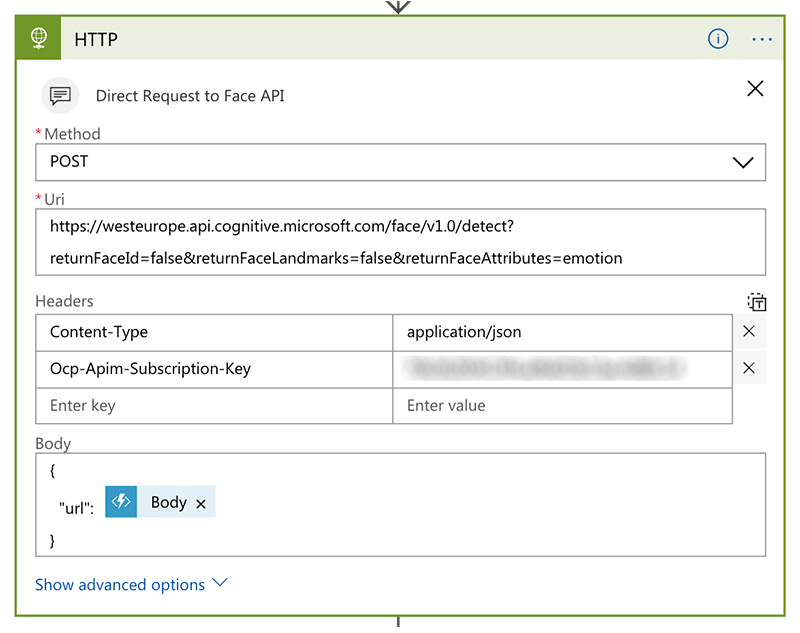 HTTP
Direct Request to Face API
* Method
POST
* Uri
https://westeurope.api.cognitive.microsoft.com/face/v1.0/detect?
returnFaceId=false&returnFaceLandmarks=false&returnFaceAttributes=emotion
Headers
Content-Type application/json
Ocp-Apim-Subscription-Key
Enter key Enter value
Body
{
"url": Body
}
Show advanced options